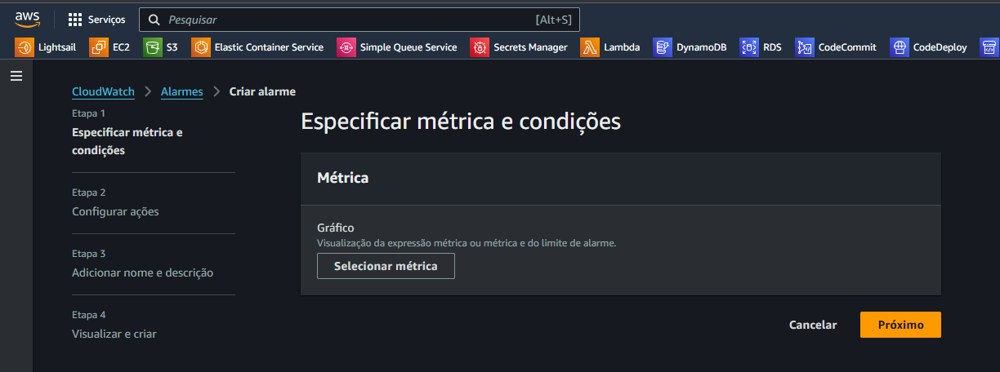 aws Serviços Pesquisar [Alt+S]
Lightsail EC2 S3 Elastic Container Service Simple Queue Service Secrets Manager Lambda DynamoDB RDS CodeCommit CodeDeploy
CloudWatch Alarmes Criar alarme
Etapa 1
Especificar métrica e
condições
Etapa 2
Configurar ações
Etapa 3
Adicionar nome e descrição
Etapa 4
Visualizar e criar
Especificar métrica e condições
Métrica
Gráfico
Visualização da expressão métrica ou métrica e do limite de alarme.
Selecionar métrica
Cancelar Próximo